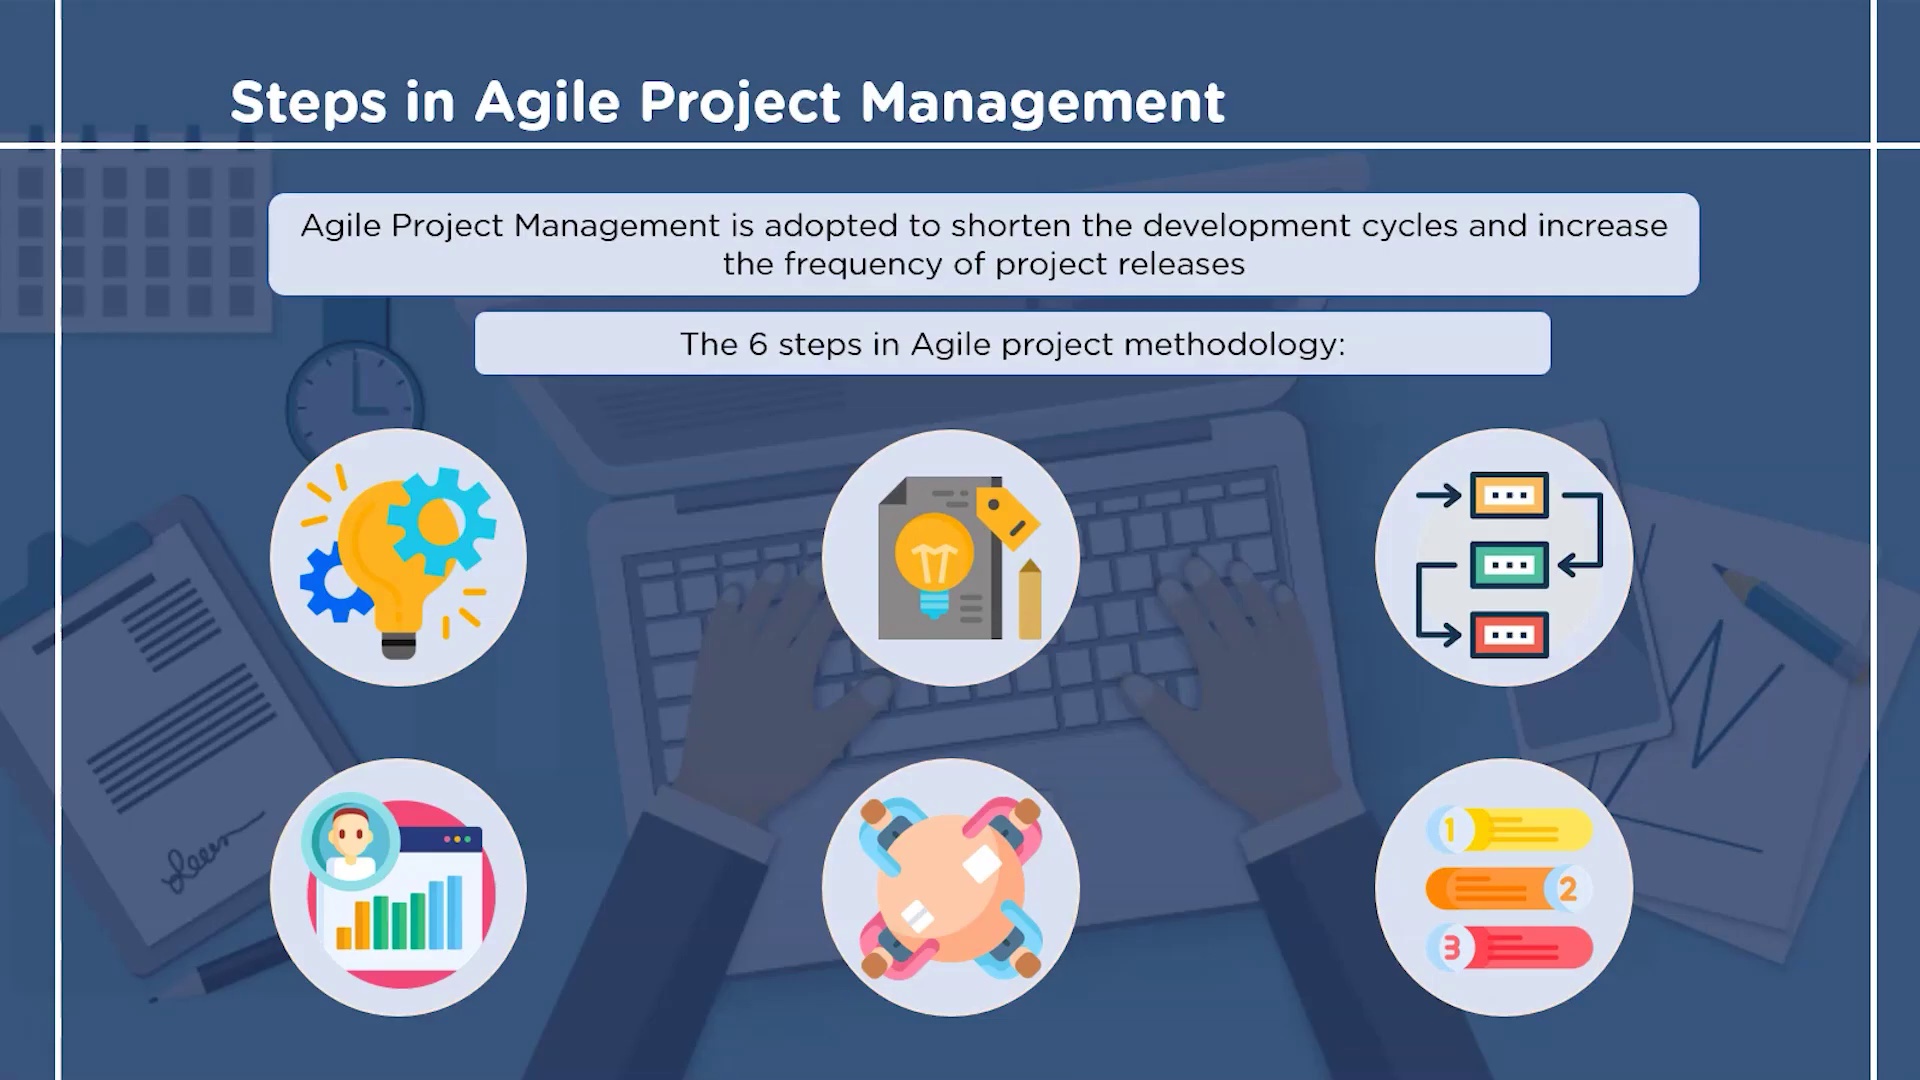 Steps in Agile Project Management
Agile Project Management is adopted to shorten the development cycles and increase
the frequency of project releases
The 6 steps in Agile project methodology:
1
2
3